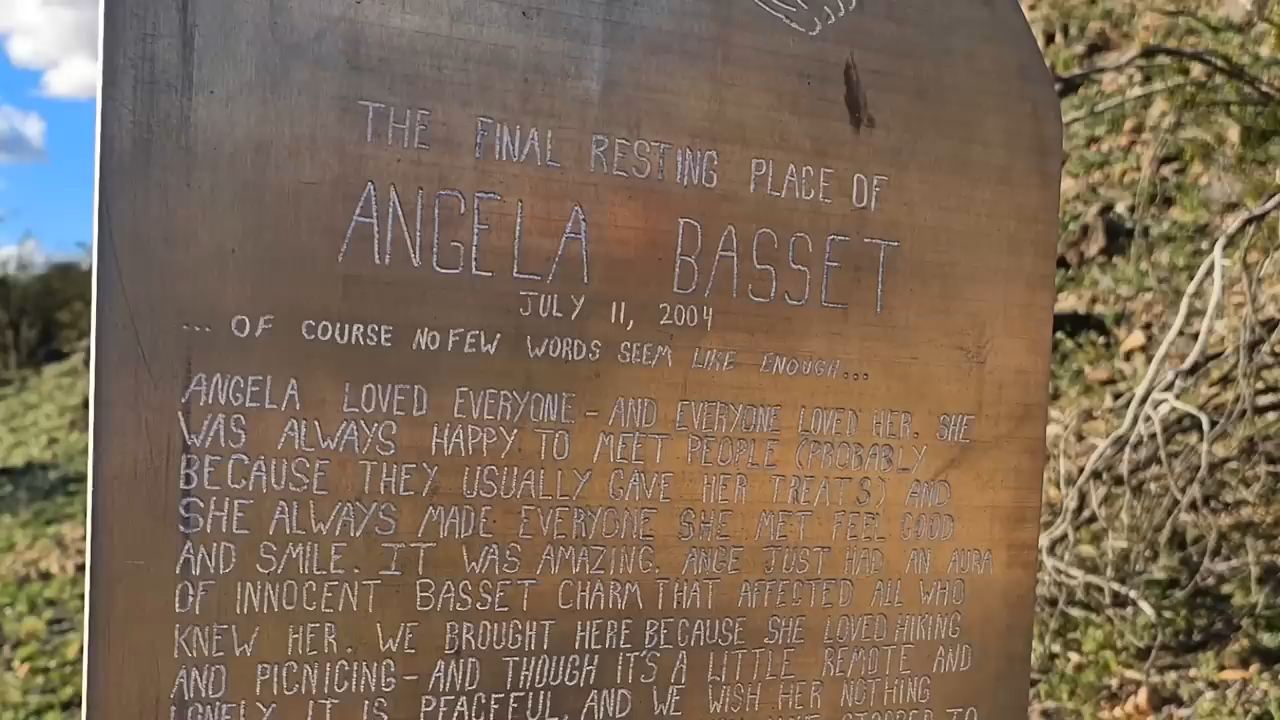 THE FINAL RESTING PLACE OF
ANGELA BASSET
JULY 11, 2004
... OF COURSE NO FEW WORDS SEEM LIKE ENOUGH...
ANGELA LOVED EVERYONE - AND EVERYONE LOVED HER. SHE
WAS ALWAYS HAPPY TO MEET PEOPLE (PROBABLY
BECAUSE THEY USUALLY GAVE HER TREATS) AND
SHE ALWAYS MADE EVERYONE SHE MET FEEL GOOD
AND SMILE. IT WAS AMAZING. ANGE JUST HAD AN AURA
OF INNOCENT BASSET CHARM THAT AFFECTED ALL WHO
KNEW HER. WE BROUGHT HERE BECAUSE SHE LOVED HIKING
AND PICNICING - AND THOUGH IT'S A LITTLE REMOTE AND
LONELY, IT IS PEACEFUL, AND WE WISH HER NOTHING
STOPPED TO